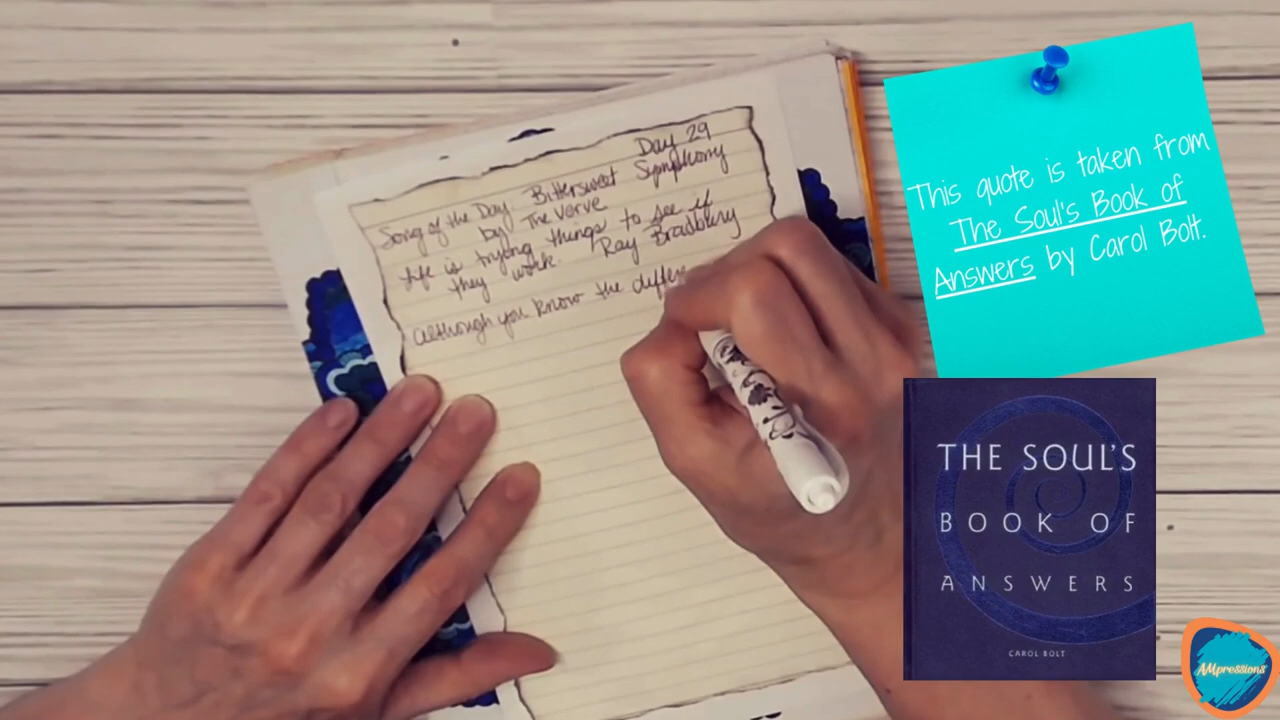 Day 29
Song of the Day: Bittersweet Symphony
by The Verve
Life is trying things to see if
they work. Ray Bradbury
Although you know the differe
This quote is taken from
The Soul's Book of
Answers by Carol Bolt.
THE SOUL'S
BOOK OF
ANSWERS
CAROL BOLT
AMpressions